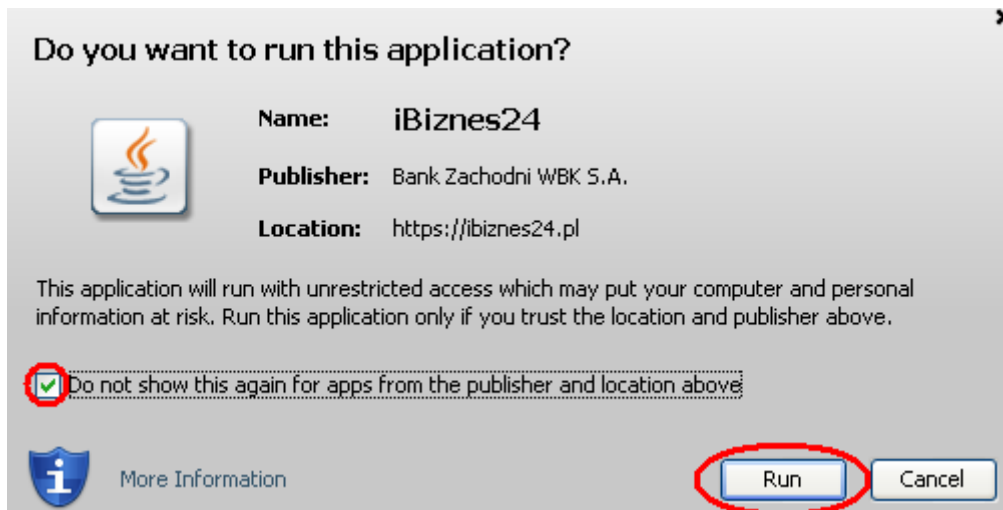 Do you want to run this application?
Name: iBiznes24
Publisher: Bank Zachodni WBK S.A.
Location: https://ibiznes24.pl
This application will run with unrestricted access which may put your computer and personal
information at risk. Run this application only if you trust the location and publisher above.
Do not show this again for apps from the publisher and location above
More Information
Run
Cancel